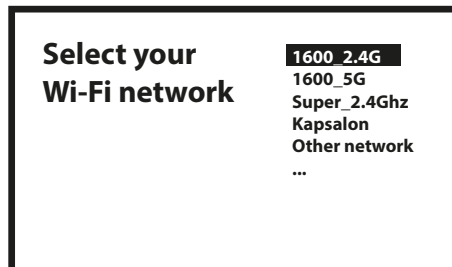 Select your
Wi-Fi network
1600_2.4G
1600_5G
Super_2.4Ghz
Kapsalon
Other network
...